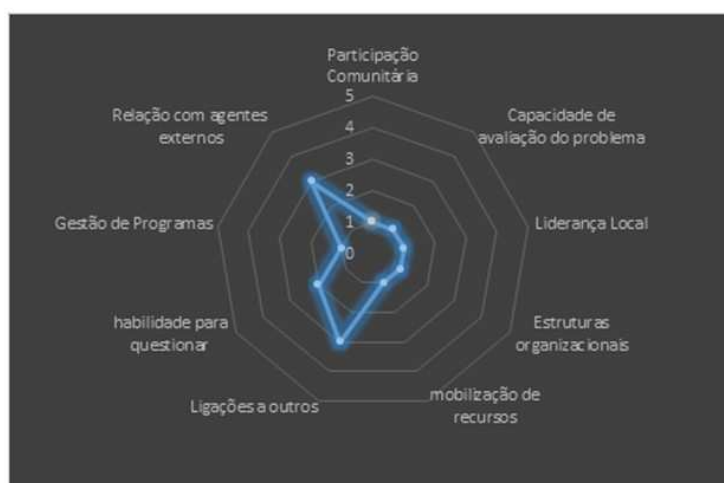 Participação
Comunitária
Capacidade de
avaliação do problema
Liderança Local
Estruturas
organizacionais
mobilização de
recursos
Ligações a outros
habilidade para
questionar
Gestão de Programas
Relação com agentes
externos
5
4
3
2
1
0